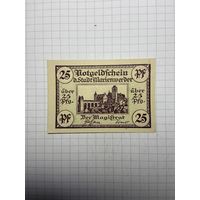 25 Notgeldschein Pf
d. Stadt Marienwerder
über 25 Pfg.
über 25 Pfg.
Der Magistrat
Pf 25